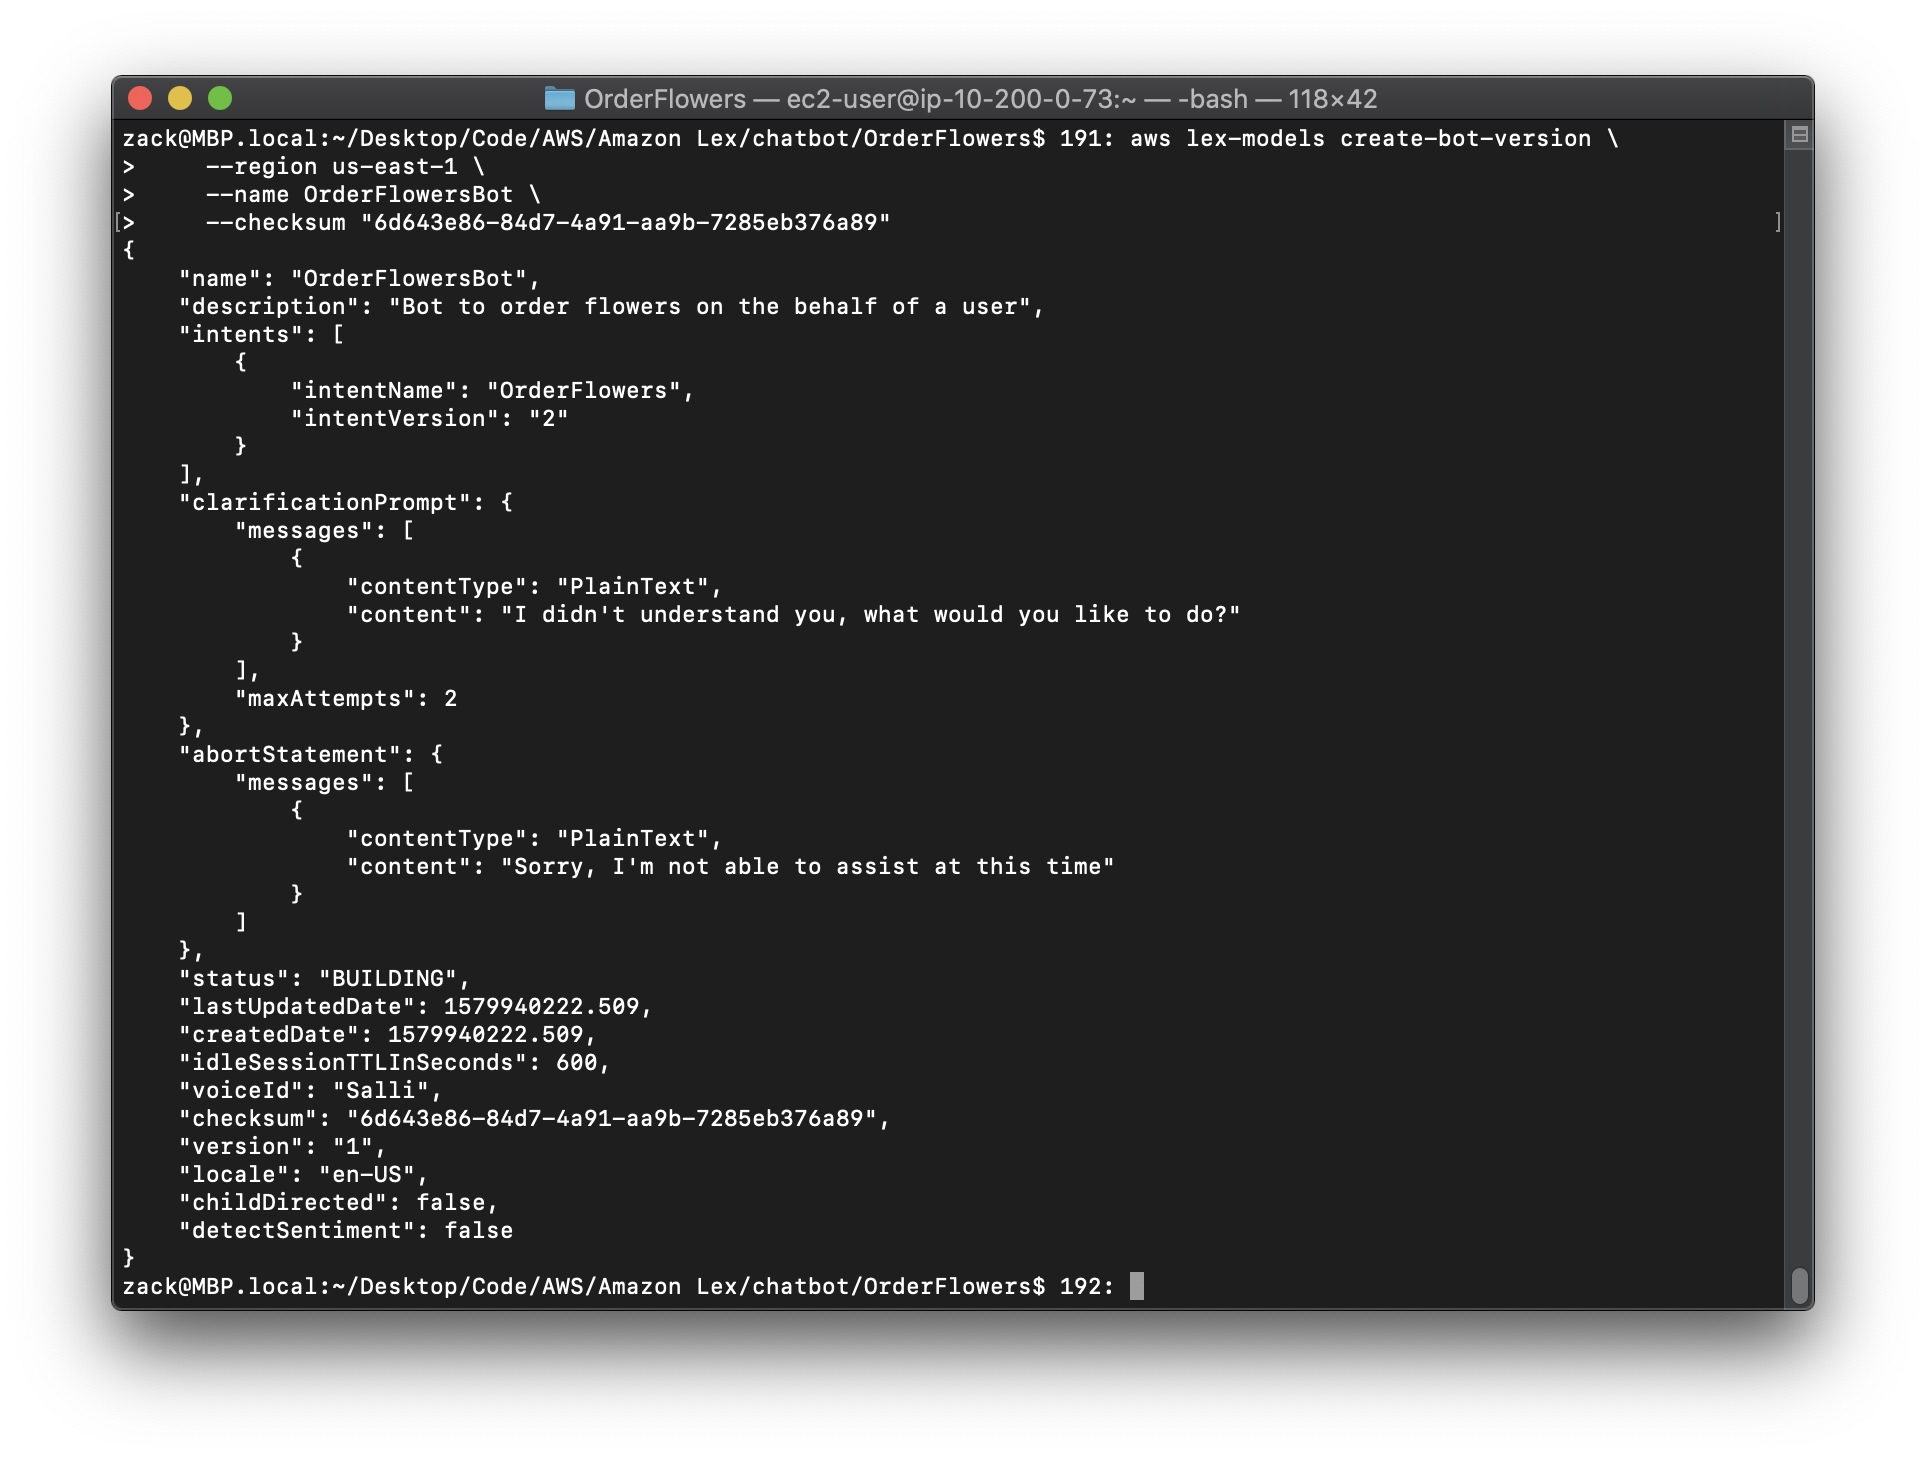 OrderFlowers — ec2-user@ip-10-200-0-73:~ — -bash — 118×42
zack@MBP.local:~/Desktop/Code/AWS/Amazon Lex/chatbot/OrderFlowers$ 191: aws lex-models create-bot-version \
>     --region us-east-1 \
>     --name OrderFlowersBot \
[>     --checksum "6d643e86-84d7-4a91-aa9b-7285eb376a89" ]
{
    "name": "OrderFlowersBot",
    "description": "Bot to order flowers on the behalf of a user",
    "intents": [
        {
            "intentName": "OrderFlowers",
            "intentVersion": "2"
        }
    ],
    "clarificationPrompt": {
        "messages": [
            {
                "contentType": "PlainText",
                "content": "I didn't understand you, what would you like to do?"
            }
        ],
        "maxAttempts": 2
    },
    "abortStatement": {
        "messages": [
            {
                "contentType": "PlainText",
                "content": "Sorry, I'm not able to assist at this time"
            }
        ]
    },
    "status": "BUILDING",
    "lastUpdatedDate": 1579940222.509,
    "createdDate": 1579940222.509,
    "idleSessionTTLInSeconds": 600,
    "voiceId": "Salli",
    "checksum": "6d643e86-84d7-4a91-aa9b-7285eb376a89",
    "version": "1",
    "locale": "en-US",
    "childDirected": false,
    "detectSentiment": false
}
zack@MBP.local:~/Desktop/Code/AWS/Amazon Lex/chatbot/OrderFlowers$ 192: